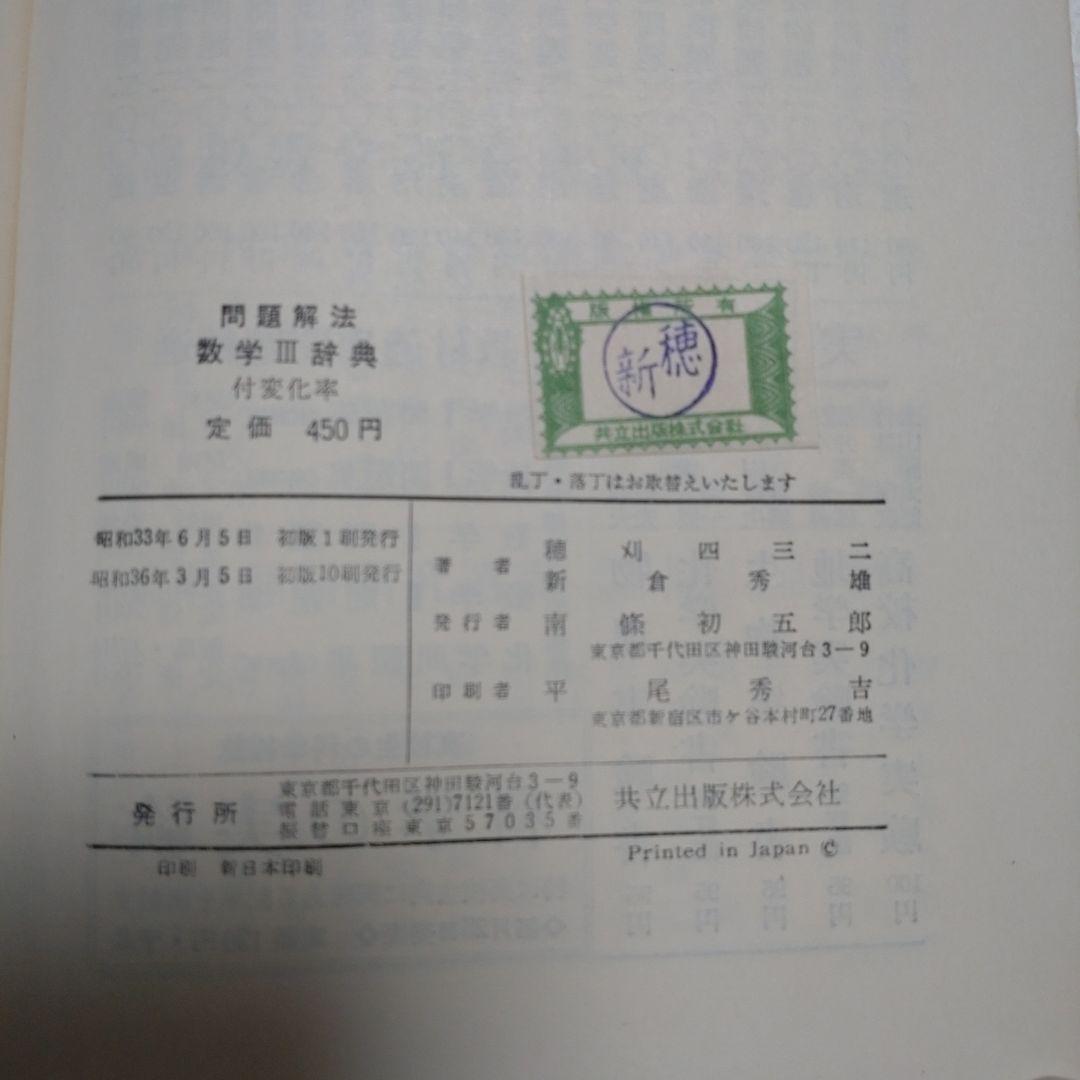 問題解法
数学III辞典
付変化率
定価 450円
版権所有
新穂
共立出版株式会社
乱丁・落丁はお取替えいたします
昭和33年6月5日 初版1刷発行
昭和36年3月5日 初版10刷発行
著者 穂刈四三二
新倉秀雄
発行者 南條初五郎
東京都千代田区神田駿河台3-9
印刷者 平尾秀吉
東京都新宿区市ケ谷本村町27番地
発行所
東京都千代田区神田駿河台3-9
電話東京(291)7121番(代表)
振替口座東京57035番
共立出版株式会社
印刷 新日本印刷
Printed in Japan ©